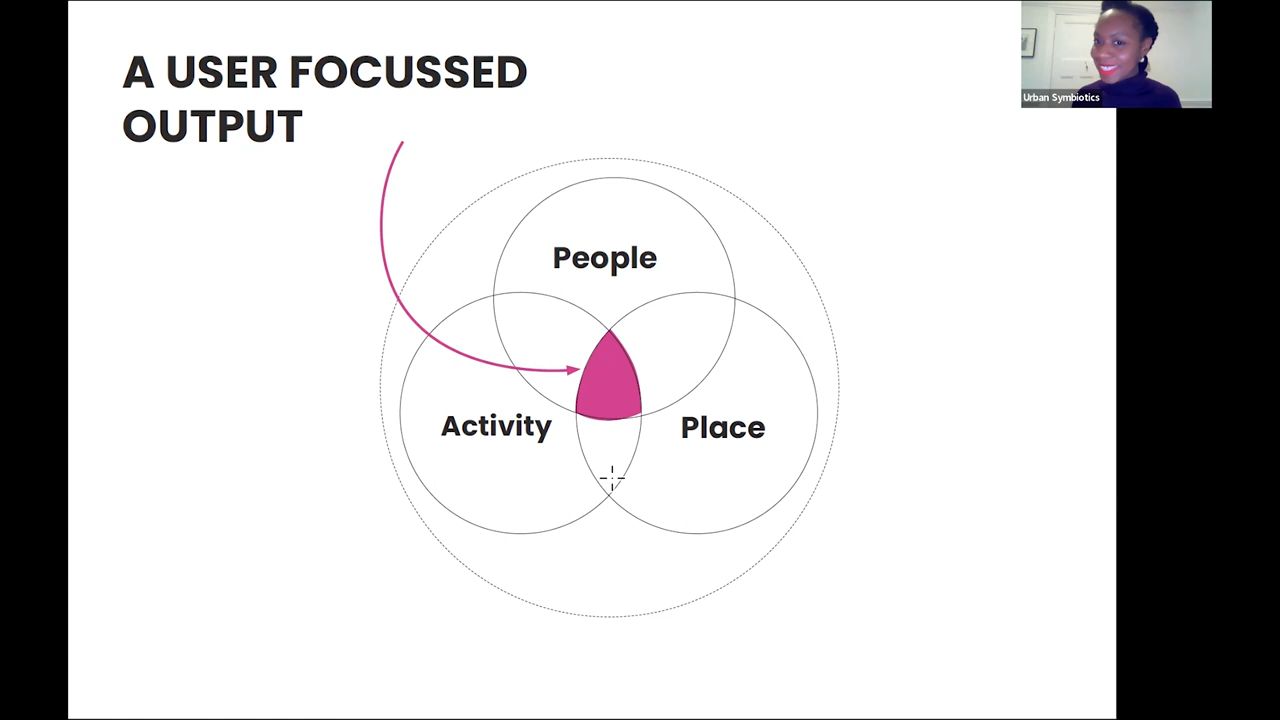 A USER FOCUSSED
OUTPUT
Urban Symbiotics
People
Activity
Place